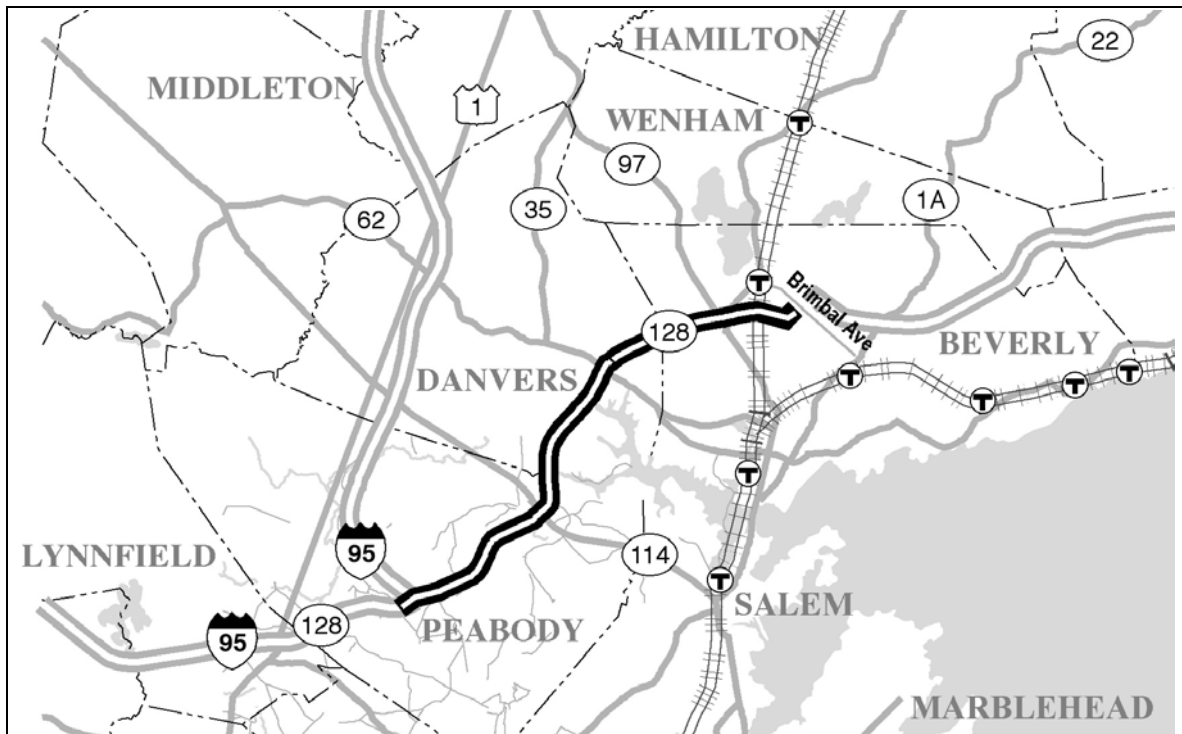 HAMILTON
22
MIDDLETON
1
WENHAM
97
1A
35
62
T
T
Brimbal Ave
128
BEVERLY
DANVERS
T
T
T
T
T
95
114
LYNNFIELD
T
SALEM
128
PEABODY
95
MARBLEHEAD